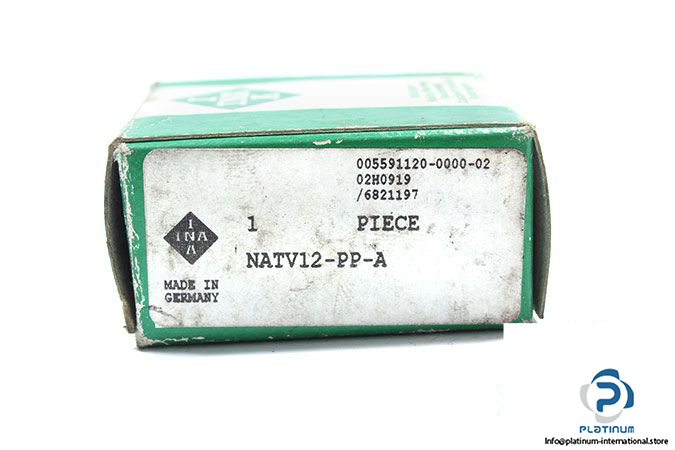 005591120-0000-02
02H0919
/6821197
1 PIECE
NATV12-PP-A
I
INA
A
MADE IN
GERMANY
PLATINUM
Info@platinum-international.store